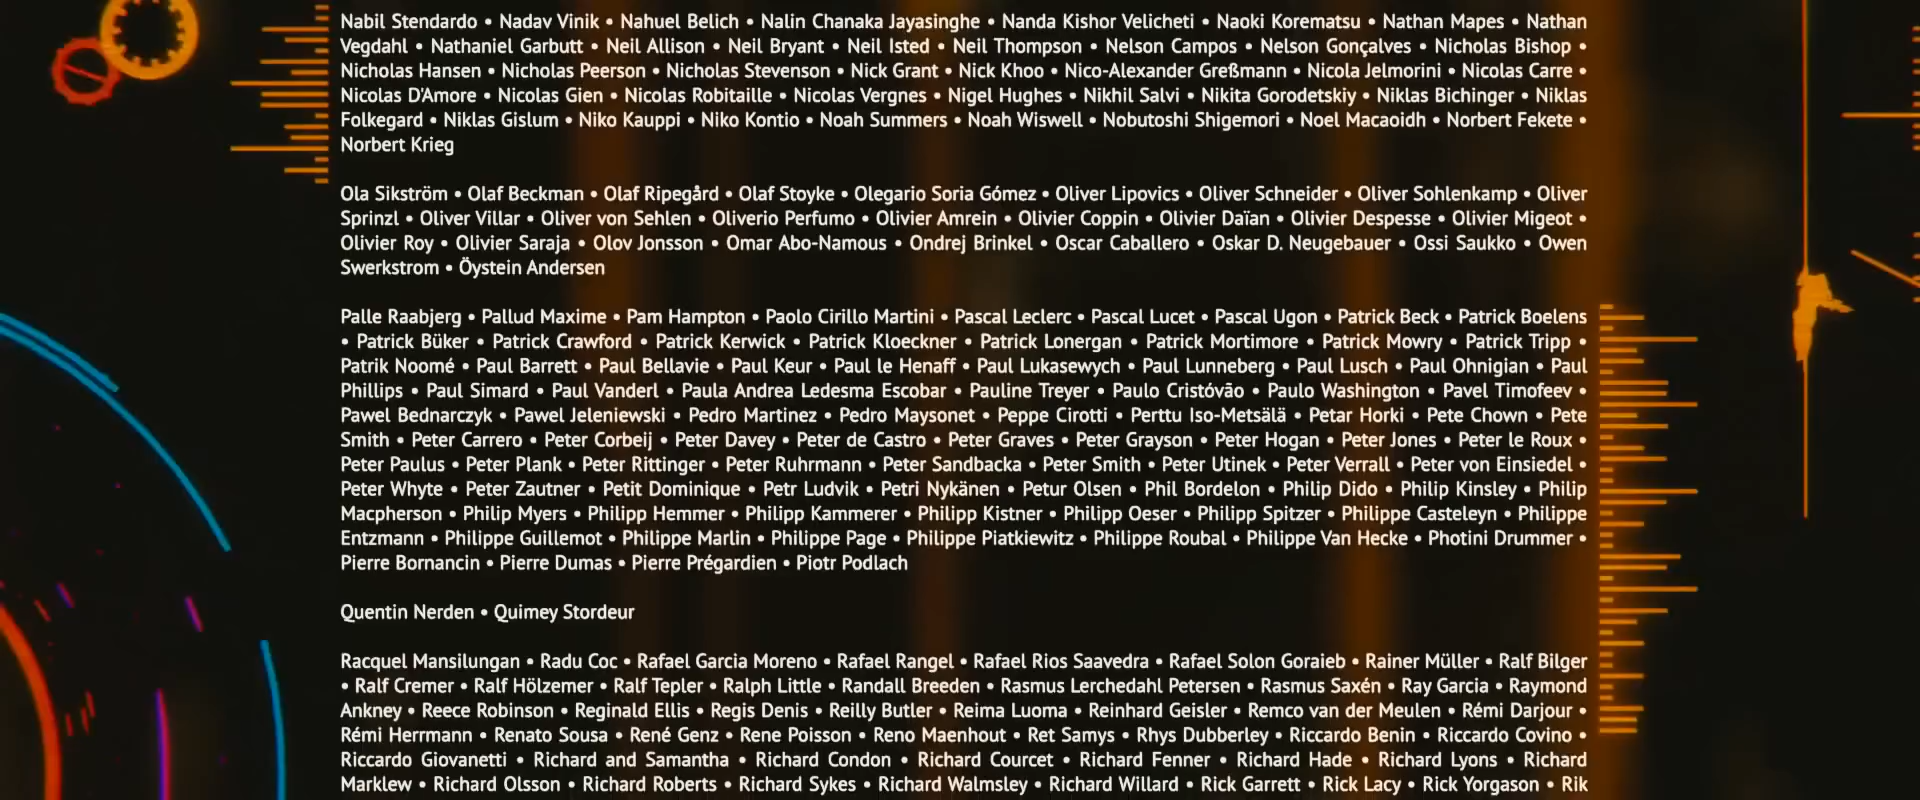 Nabil Stendardo • Nadav Vinik • Nahuel Belich • Nalin Chanaka Jayasinghe • Nanda Kishor Velicheti • Naoki Korematsu • Nathan Mapes • Nathan
Vegdahl • Nathaniel Garbutt • Neil Allison • Neil Bryant • Neil Isted • Neil Thompson • Nelson Campos • Nelson Gonçalves • Nicholas Bishop •
Nicholas Hansen • Nicholas Peerson • Nicholas Stevenson • Nick Grant • Nick Khoo • Nico-Alexander Greßmann • Nicola Jelmorini • Nicolas Carre •
Nicolas D'Amore • Nicolas Gien • Nicolas Robitaille • Nicolas Vergnes • Nigel Hughes • Nikhil Salvi • Nikita Gorodetskiy • Niklas Bichinger • Niklas
Folkegard • Niklas Gislum • Niko Kauppi • Niko Kontio • Noah Summers • Noah Wiswell • Nobutoshi Shigemori • Noel Macaoidh • Norbert Fekete •
Norbert Krieg
Ola Sikström • Olaf Beckman • Olaf Ripegård • Olaf Stoyke • Olegario Soria Gómez • Oliver Lipovics • Oliver Schneider • Oliver Sohlenkamp • Oliver
Sprinzl • Oliver Villar • Oliver von Sehlen • Oliverio Perfumo • Olivier Amrein • Olivier Coppin • Olivier Daïan • Olivier Despesse • Olivier Migeot •
Olivier Roy • Olivier Saraja • Olov Jonsson • Omar Abo-Namous • Ondrej Brinkel • Oscar Caballero • Oskar D. Neugebauer • Ossi Saukko • Owen
Swerkstrom • Öystein Andersen
Palle Raabjerg • Pallud Maxime • Pam Hampton • Paolo Cirillo Martini • Pascal Leclerc • Pascal Lucet • Pascal Ugon • Patrick Beck • Patrick Boelens
• Patrick Büker • Patrick Crawford • Patrick Kerwick • Patrick Kloeckner • Patrick Lonergan • Patrick Mortimore • Patrick Mowry • Patrick Tripp •
Patrik Noomé • Paul Barrett • Paul Bellavie • Paul Keur • Paul le Henaff • Paul Lukasewych • Paul Lunneberg • Paul Lusch • Paul Ohnigian • Paul
Phillips • Paul Simard • Paul Vanderl • Paula Andrea Ledesma Escobar • Pauline Treyer • Paulo Cristóvão • Paulo Washington • Pavel Timofeev •
Pawel Bednarczyk • Pawel Jeleniewski • Pedro Martinez • Pedro Maysonet • Peppe Cirotti • Perttu Iso-Metsälä • Petar Horki • Pete Chown • Pete
Smith • Peter Carrero • Peter Corbeij • Peter Davey • Peter de Castro • Peter Graves • Peter Grayson • Peter Hogan • Peter Jones • Peter le Roux •
Peter Paulus • Peter Plank • Peter Rittinger • Peter Ruhrmann • Peter Sandbacka • Peter Smith • Peter Utinek • Peter Verrall • Peter von Einsiedel •
Peter Whyte • Peter Zautner • Petit Dominique • Petr Ludvik • Petri Nykänen • Petur Olsen • Phil Bordelon • Philip Dido • Philip Kinsley • Philip
Macpherson • Philip Myers • Philipp Hemmer • Philipp Kammerer • Philipp Kistner • Philipp Oeser • Philipp Spitzer • Philippe Casteleyn • Philippe
Entzmann • Philippe Guillemot • Philippe Marlin • Philippe Page • Philippe Piatkiewitz • Philippe Roubal • Philippe Van Hecke • Photini Drummer •
Pierre Bornancin • Pierre Dumas • Pierre Prégardien • Piotr Podlach
Quentin Nerden • Quimey Stordeur
Racquel Mansilungan • Radu Coc • Rafael Garcia Moreno • Rafael Rangel • Rafael Rios Saavedra • Rafael Solon Goraieb • Rainer Müller • Ralf Bilger
• Ralf Cremer • Ralf Hölzemer • Ralf Tepler • Ralph Little • Randall Breeden • Rasmus Lerchedahl Petersen • Rasmus Saxén • Ray Garcia • Raymond
Ankney • Reece Robinson • Reginald Ellis • Regis Denis • Reilly Butler • Reima Luoma • Reinhard Geisler • Remco van der Meulen • Rémi Darjour •
Rémi Herrmann • Renato Sousa • René Genz • Rene Poisson • Reno Maenhout • Ret Samys • Rhys Dubberley • Riccardo Benin • Riccardo Covino •
Riccardo Giovanetti • Richard and Samantha • Richard Condon • Richard Courcet • Richard Fenner • Richard Hade • Richard Lyons • Richard
Marklew • Richard Olsson • Richard Roberts • Richard Sykes • Richard Walmsley • Richard Willard • Rick Garrett • Rick Lacy • Rick Yorgason • Rik